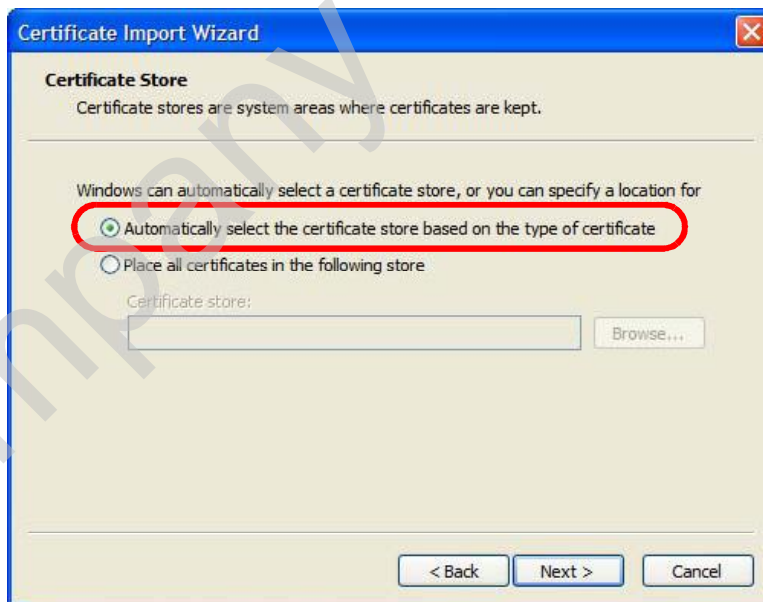 Certificate Import Wizard
Certificate Store
Certificate stores are system areas where certificates are kept.
Windows can automatically select a certificate store, or you can specify a location for
Automatically select the certificate store based on the type of certificate
Place all certificates in the following store
Certificate store:
Browse...
< Back
Next >
Cancel